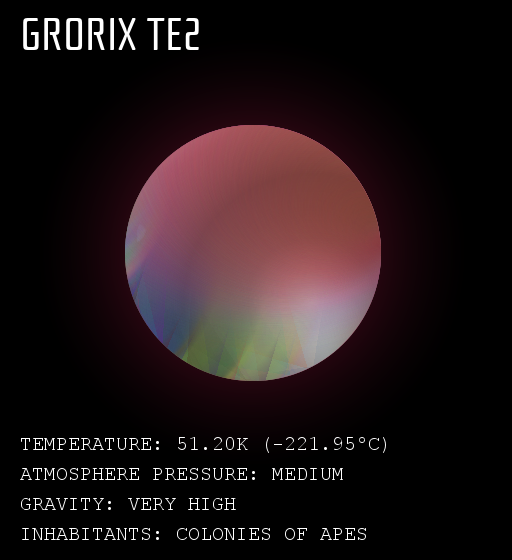 GRORIX TE2
TEMPERATURE: 51.20K (-221.95°C)
ATMOSPHERE PRESSURE: MEDIUM
GRAVITY: VERY HIGH
INHABITANTS: COLONIES OF APES